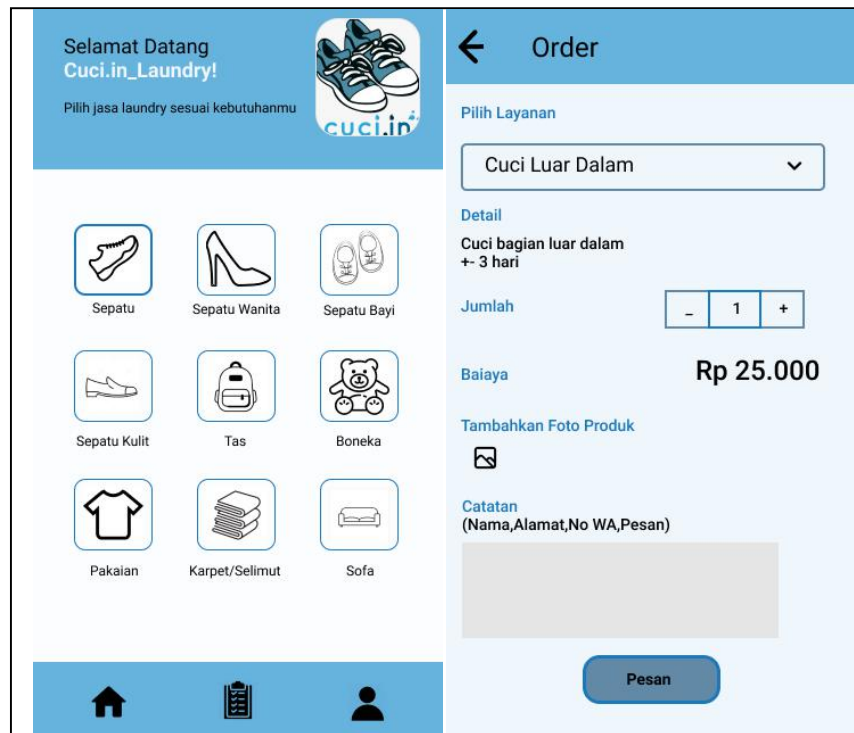 Selamat Datang
Cuci.in_Laundry!
Pilih jasa laundry sesuai kebutuhanmu
cuci.in
Sepatu
Sepatu Wanita
Sepatu Bayi
Sepatu Kulit
Tas
Boneka
Pakaian
Karpet/Selimut
Sofa
Order
Pilih Layanan
Cuci Luar Dalam
Detail
Cuci bagian luar dalam
+- 3 hari
Jumlah
- 1 +
Baiaya
Rp 25.000
Tambahkan Foto Produk
Catatan
(Nama,Alamat,No WA,Pesan)
Pesan